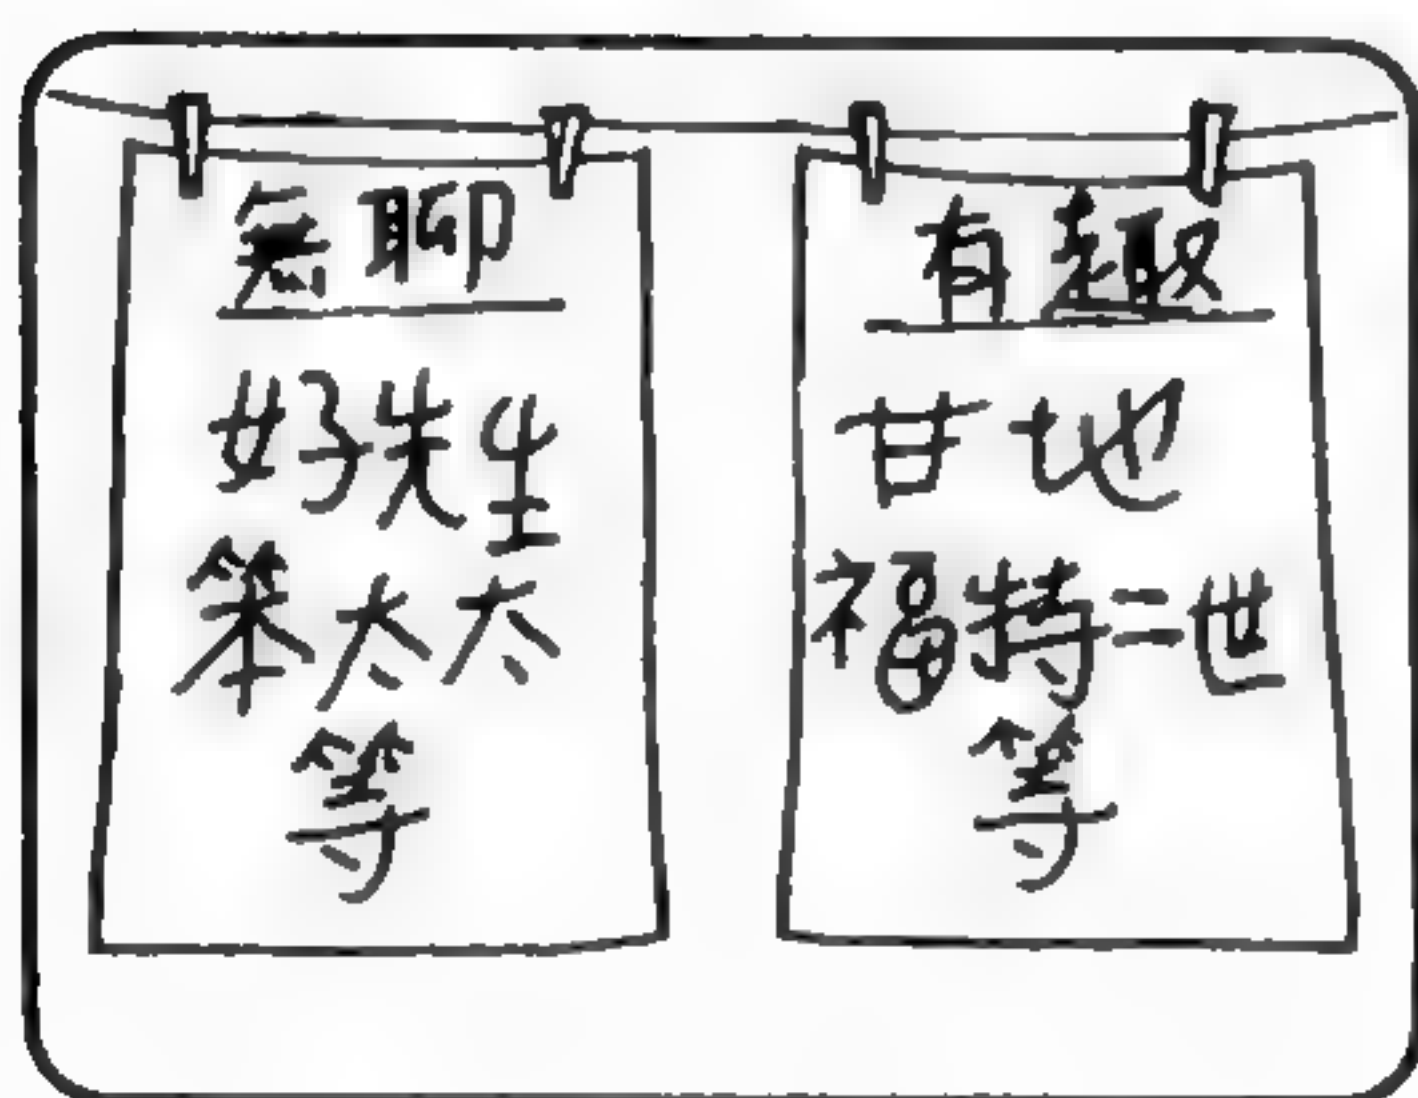 無聊
好先生
笨太太
等
有趣
甘地
福特二世
等